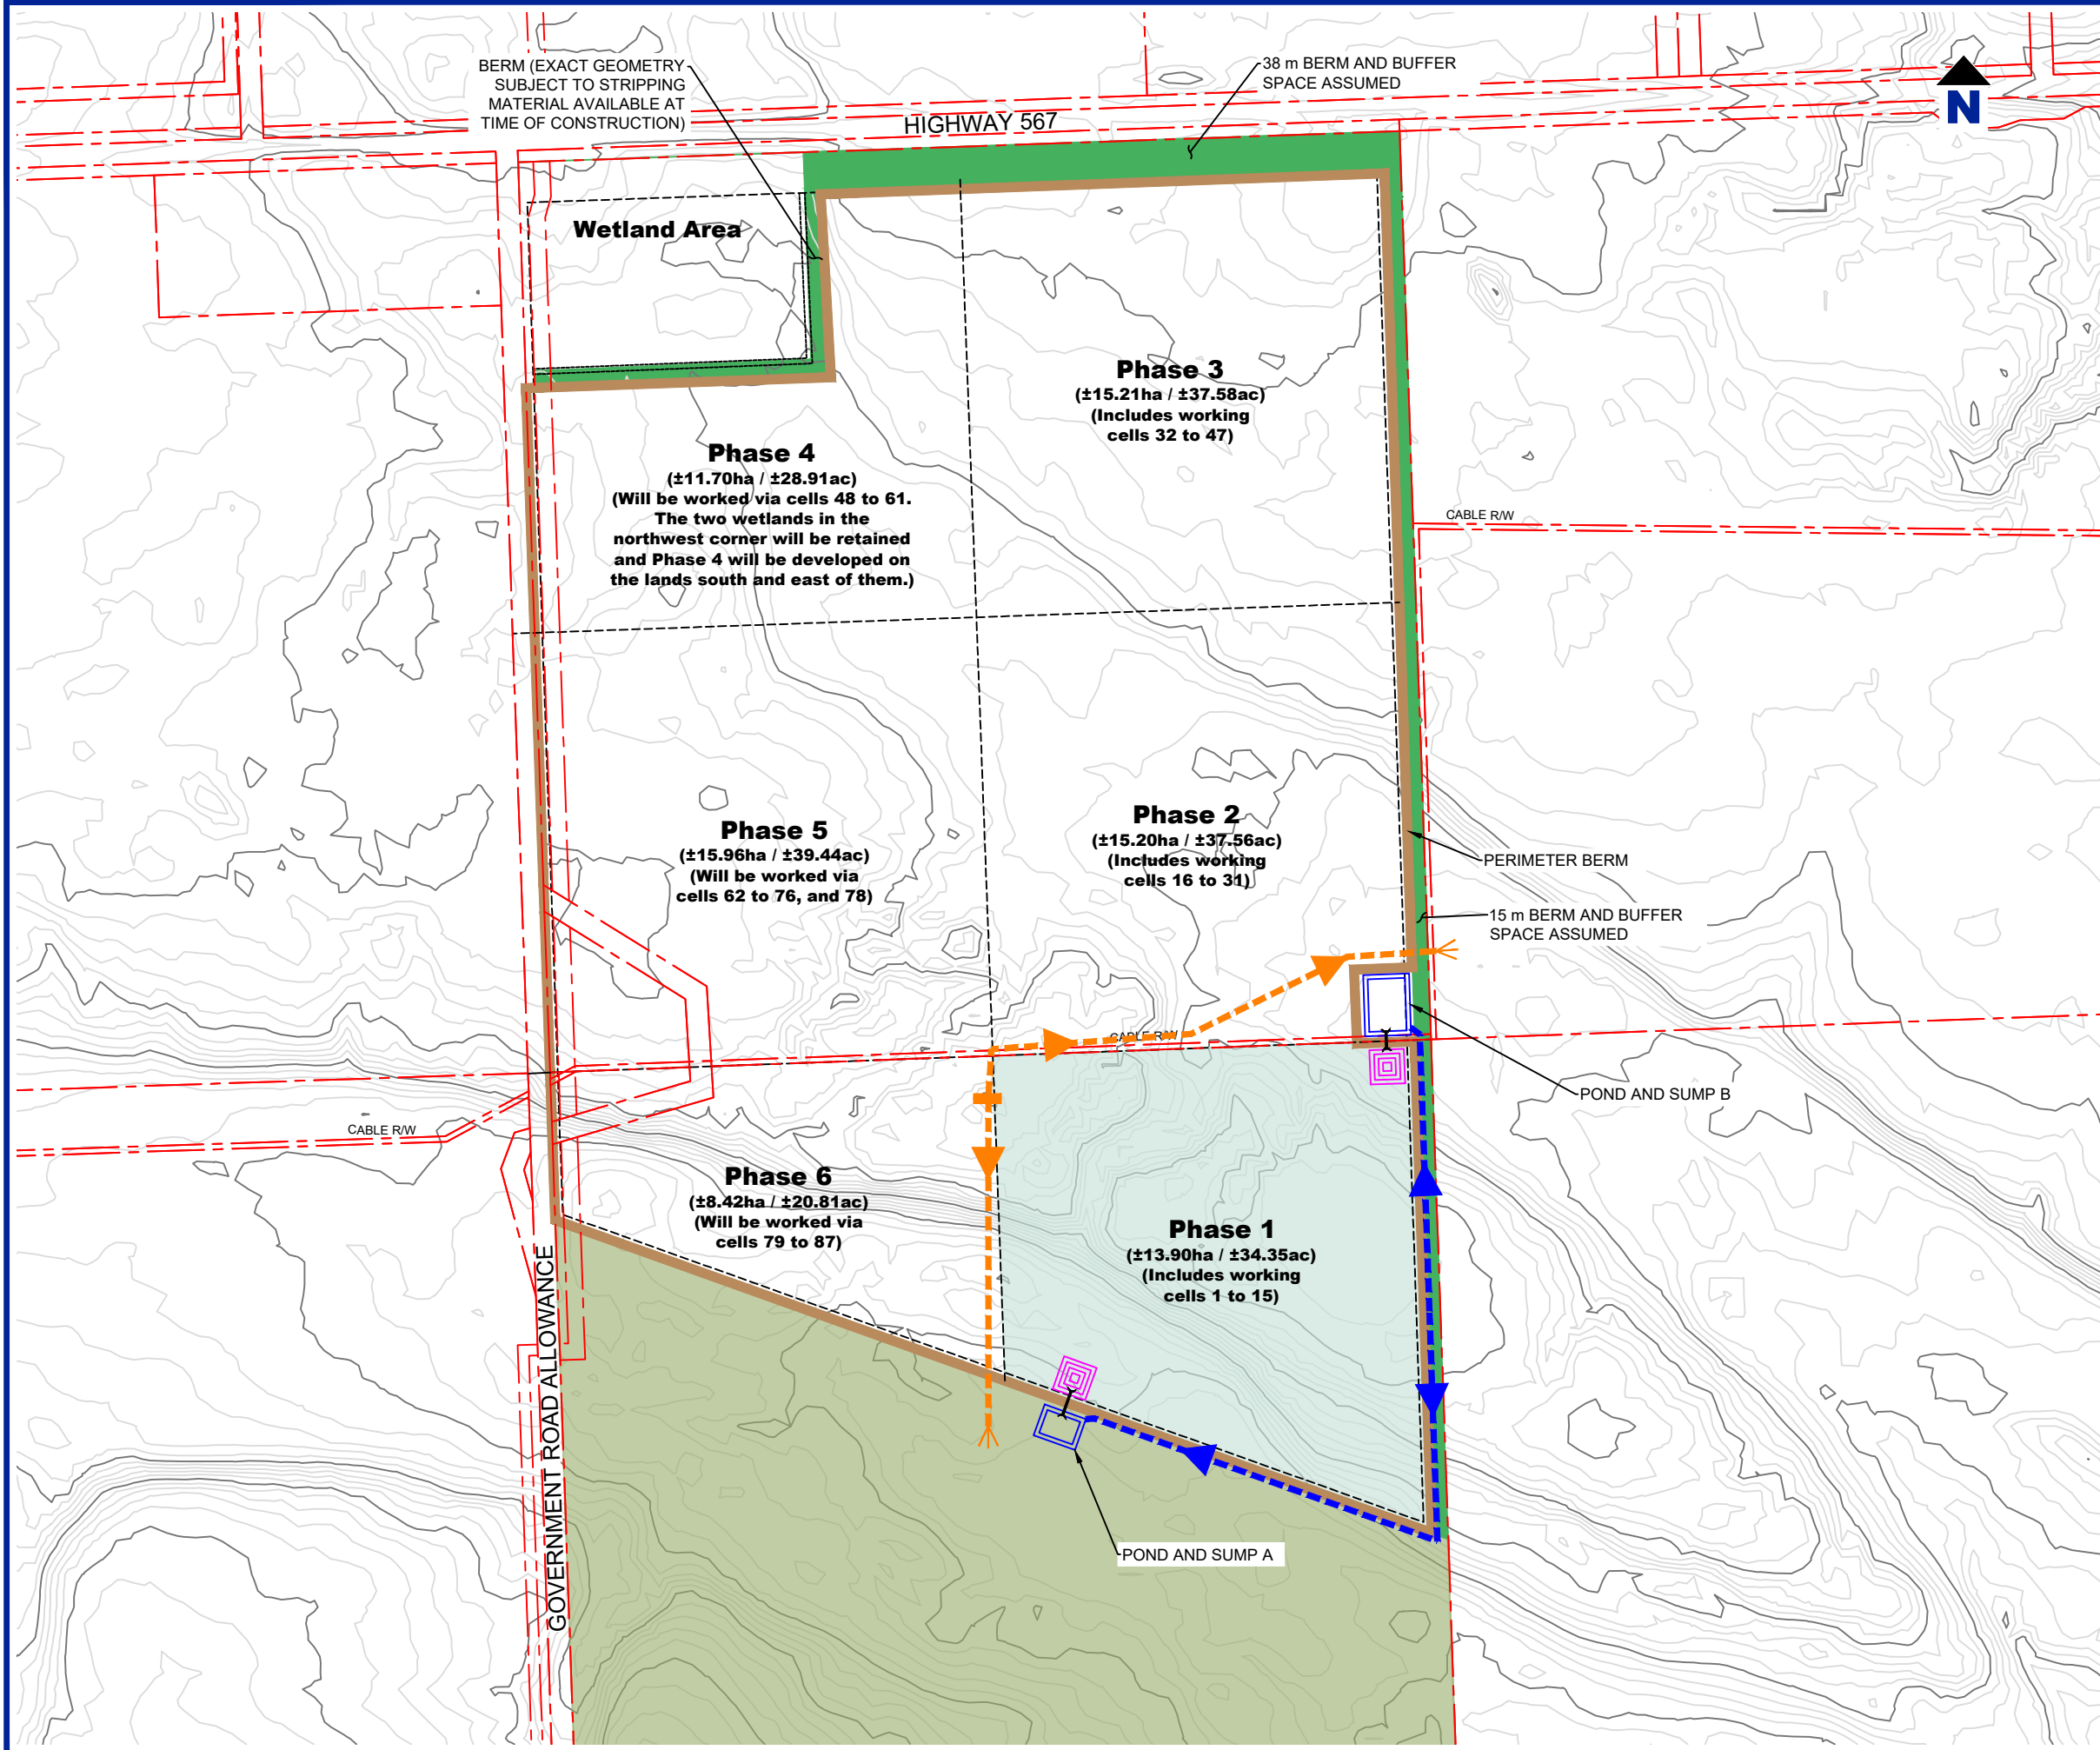 BERM (EXACT GEOMETRY
SUBJECT TO STRIPPING
MATERIAL AVAILABLE AT
TIME OF CONSTRUCTION)
38 m BERM AND BUFFER
SPACE ASSUMED
N
HIGHWAY 567
Wetland Area
Phase 3
(±15.21ha / ±37.58ac)
(Includes working
cells 32 to 47)
Phase 4
(±11.70ha / ±28.91ac)
(Will be worked via cells 48 to 61.
The two wetlands in the
northwest corner will be retained
and Phase 4 will be developed on
the lands south and east of them.)
CABLE R/W
Phase 2
(±15.20ha / ±37.56ac)
(Includes working
cells 16 to 31)
Phase 5
(±15.96ha / ±39.44ac)
(Will be worked via
cells 62 to 76, and 78)
PERIMETER BERM
15 m BERM AND BUFFER
SPACE ASSUMED
CABLE R/W
POND AND SUMP B
CABLE R/W
Phase 6
(±8.42ha / ±20.81ac)
(Will be worked via
cells 79 to 87)
Phase 1
(±13.90ha / ±34.35ac)
(Includes working
cells 1 to 15)
GOVERNMENT ROAD ALLOWANCE
POND AND SUMP A